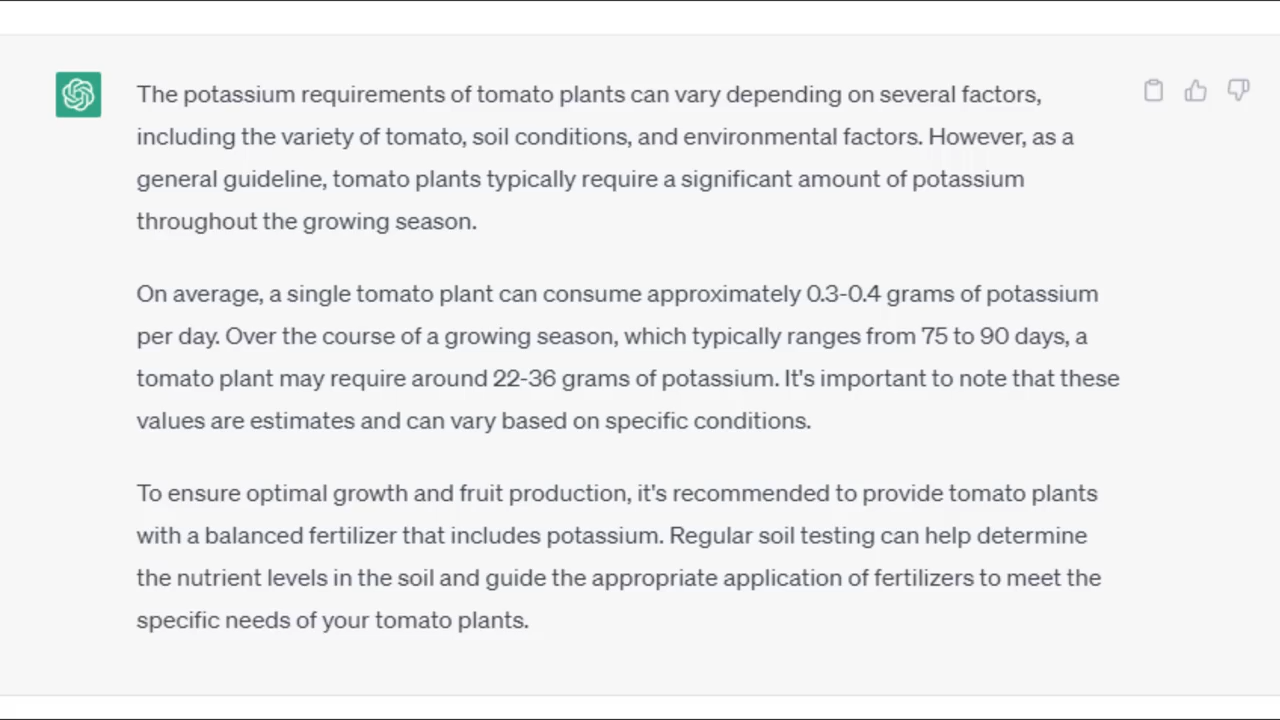 The potassium requirements of tomato plants can vary depending on several factors,
including the variety of tomato, soil conditions, and environmental factors. However, as a
general guideline, tomato plants typically require a significant amount of potassium
throughout the growing season.
On average, a single tomato plant can consume approximately 0.3-0.4 grams of potassium
per day. Over the course of a growing season, which typically ranges from 75 to 90 days, a
tomato plant may require around 22-36 grams of potassium. It's important to note that these
values are estimates and can vary based on specific conditions.
To ensure optimal growth and fruit production, it's recommended to provide tomato plants
with a balanced fertilizer that includes potassium. Regular soil testing can help determine
the nutrient levels in the soil and guide the appropriate application of fertilizers to meet the
specific needs of your tomato plants.